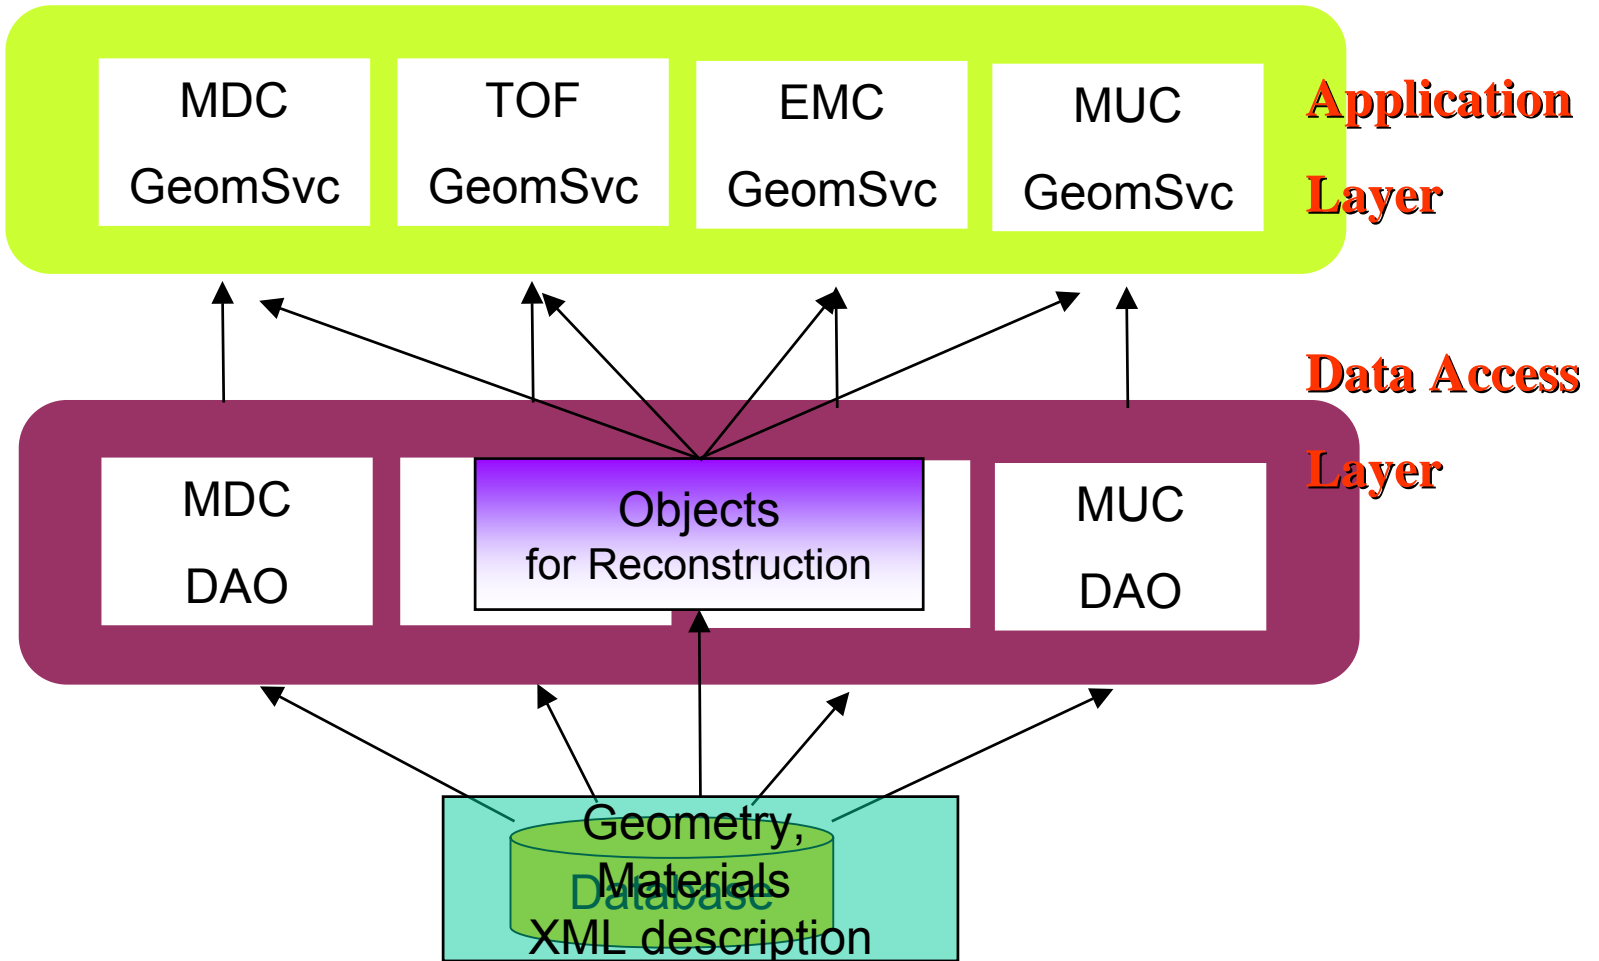 MDC
GeomSvc
TOF
GeomSvc
EMC
GeomSvc
MUC
GeomSvc
Application
Layer
Data Access
Layer
MDC
DAO
Objects
for Reconstruction
MUC
DAO
Geometry,
Materials
Database
XML description